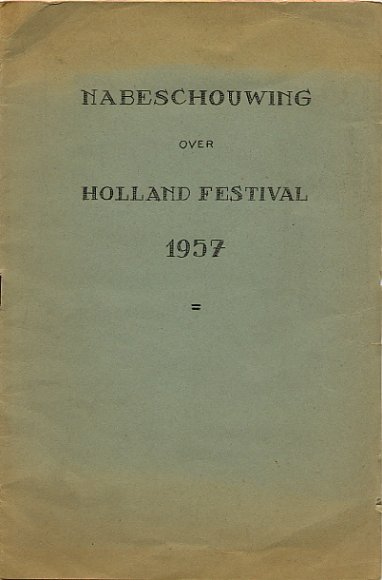 NABESCHOUWING
OVER
HOLLAND FESTIVAL
1957
=